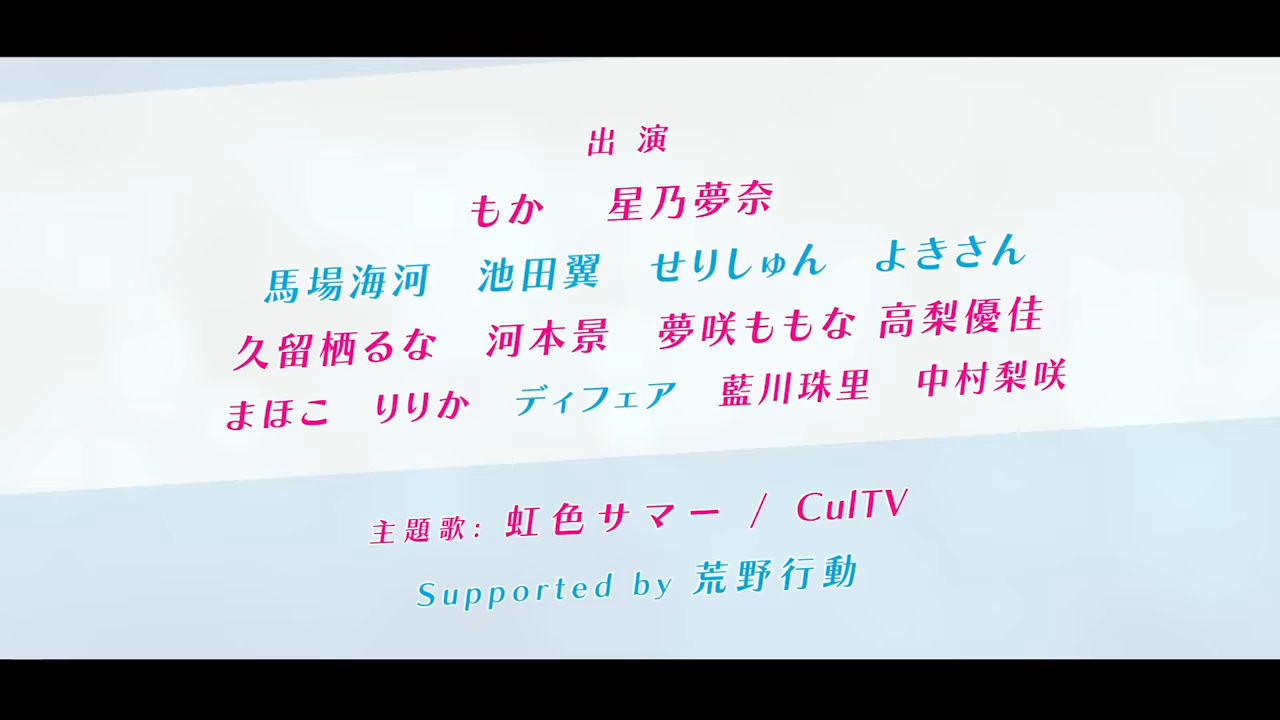 出演
もか 星乃夢奈
馬場海河 池田翼 せりしゅん よきさん
久留栖るな 河本景 夢咲ももな 高梨優佳
まほこ りりか ディフェア 藍川珠里 中村梨咲
主題歌: 虹色サマー / CulTV
Supported by 荒野行動